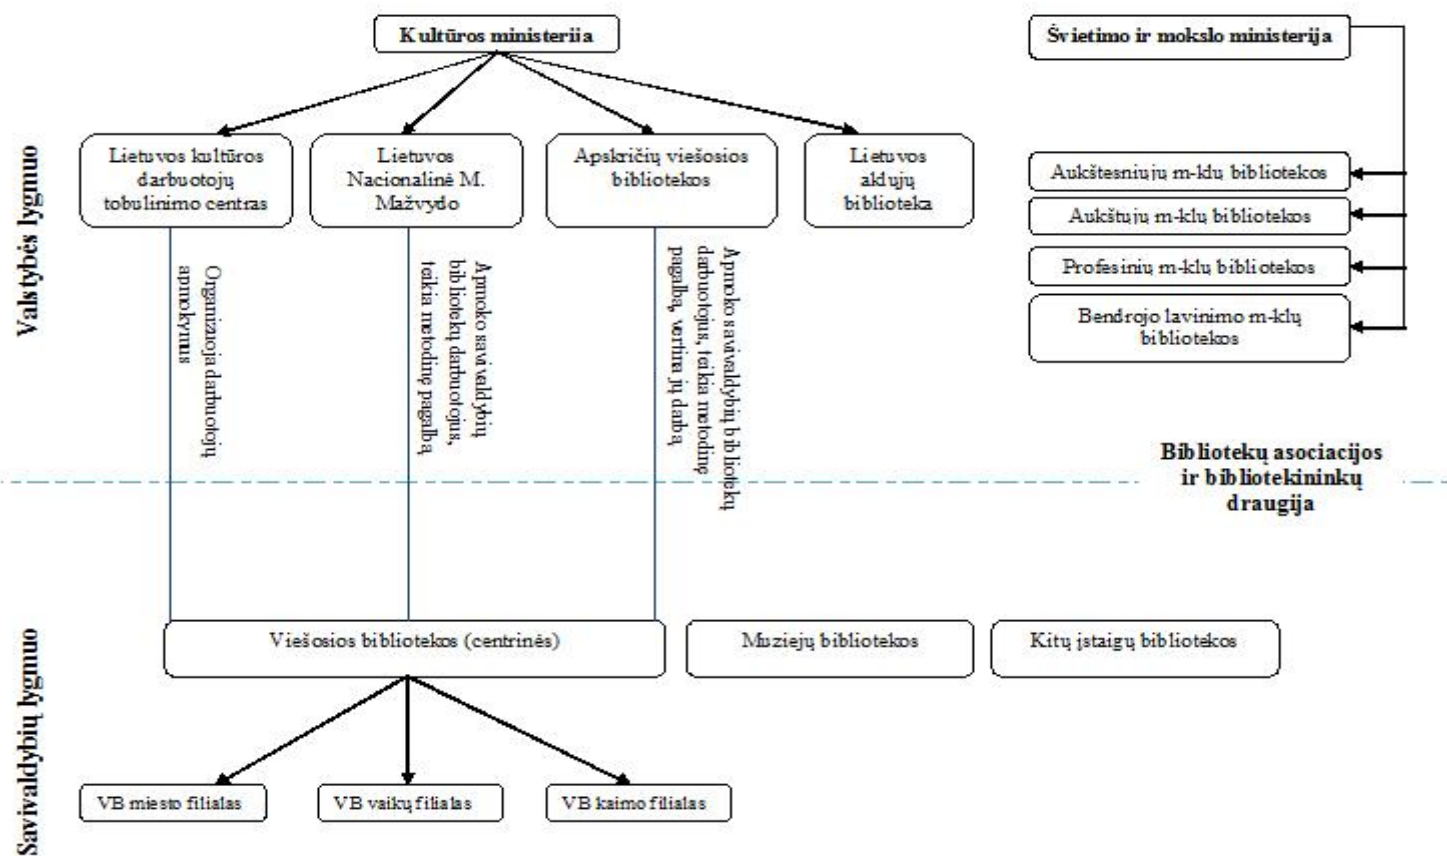 Kultūros ministerija
Švietimo ir mokslo ministerija
Valstybės lygmuo
Lietuvos kultūros
darbuotojų
tobulinimo centras
Lietuvos
Nacionalinė M.
Mažvydo
Apskričių viešosios
bibliotekos
Lietuvos
aklųjų
biblioteka
Aukštesniųjų m-klų bibliotekos
Aukštųjų m-klų bibliotekos
Profesinių m-klų bibliotekos
Bendrojo lavinimo m-klų
bibliotekos
Organizuoja darbuotojų
apmokymus
Apmoko savivaldybių
bibliotekų darbuotojus,
teikia metodinę pagalbą
Apmoko savivaldybių bibliotekų
darbuotojus, teikia metodinę
pagalbą, vertina jų darbą
Bibliotekų asociacijos
ir bibliotekininkų
draugija
Savivaldybių lygmuo
Viešosios bibliotekos (centrinės)
Muziejų bibliotekos
Kitų įstaigų bibliotekos
VB miesto filialas
VB vaikų filialas
VB kaimo filialas